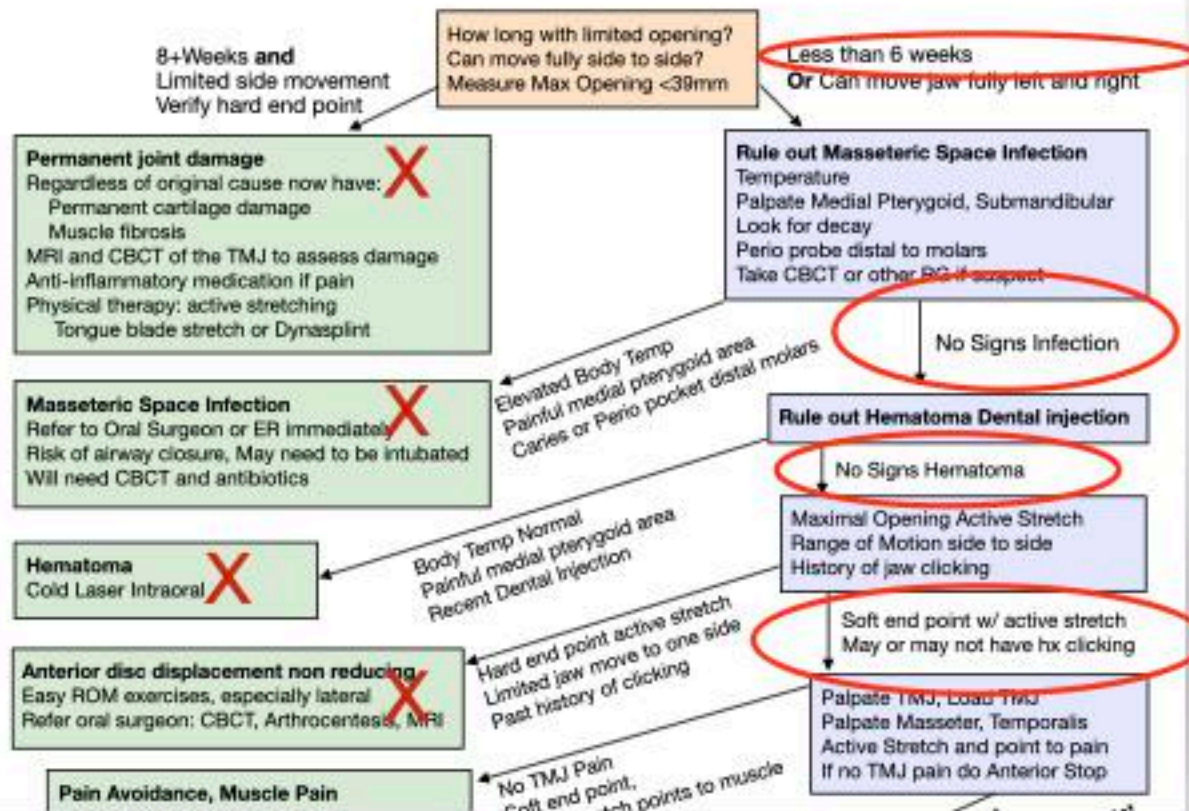 How long with limited opening?
Can move fully side to side?
Measure Max Opening <39mm
8+Weeks and
Limited side movement
Verify hard end point
Less than 6 weeks
Or Can move jaw fully left and right
Permanent joint damage
Regardless of original cause now have:
Permanent cartilage damage
Muscle fibrosis
MRI and CBCT of the TMJ to assess damage
Anti-inflammatory medication if pain
Physical therapy: active stretching
Tongue blade stretch or Dynasplint
Rule out Masseteric Space Infection
Temperature
Palpate Medial Pterygoid, Submandibular
Look for decay
Perio probe distal to molars
Take CBCT or other RG if suspect
Elevated Body Temp
Painful medial pterygoid area
Caries or Perio pocket distal molars
No Signs Infection
Masseteric Space Infection
Refer to Oral Surgeon or ER immediately
Risk of airway closure, May need to be intubated
Will need CBCT and antibiotics
Rule out Hematoma Dental injection
No Signs Hematoma
Body Temp Normal
Painful medial pterygoid area
Recent Dental Injection
Hematoma
Cold Laser Intraoral
Maximal Opening Active Stretch
Range of Motion side to side
History of jaw clicking
Hard end point active stretch
Limited jaw move to one side
Past history of clicking
Soft end point w/ active stretch
May or may not have hx clicking
Anterior disc displacement non reducing
Easy ROM exercises, especially lateral
Refer oral surgeon: CBCT, Arthrocentesis, MRI
Palpate TMJ, Load TMJ
Palpate Masseter, Temporalis
Active Stretch and point to pain
If no TMJ pain do Anterior Stop
No TMJ Pain
Soft end point,
points to muscle
Pain Avoidance, Muscle Pain